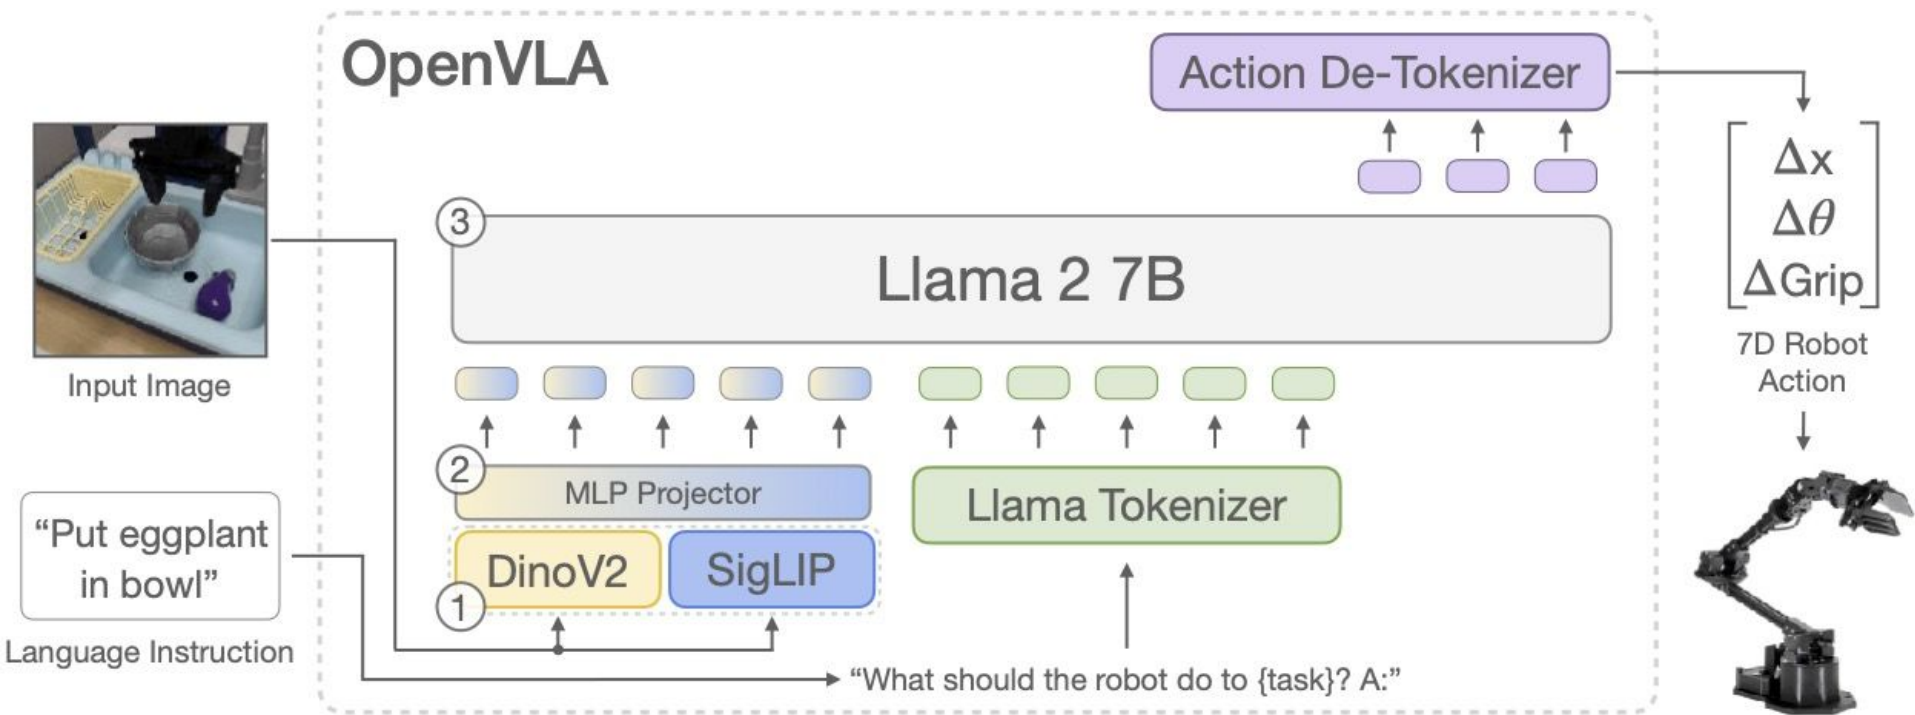 OpenVLA
Action De-Tokenizer
Δx
Δθ
ΔGrip
7D Robot
Action
3
Llama 2 7B
Input Image
2
MLP Projector
Llama Tokenizer
DinoV2
SigLIP
1
“Put eggplant
in bowl”
Language Instruction
“What should the robot do to {task}? A:”